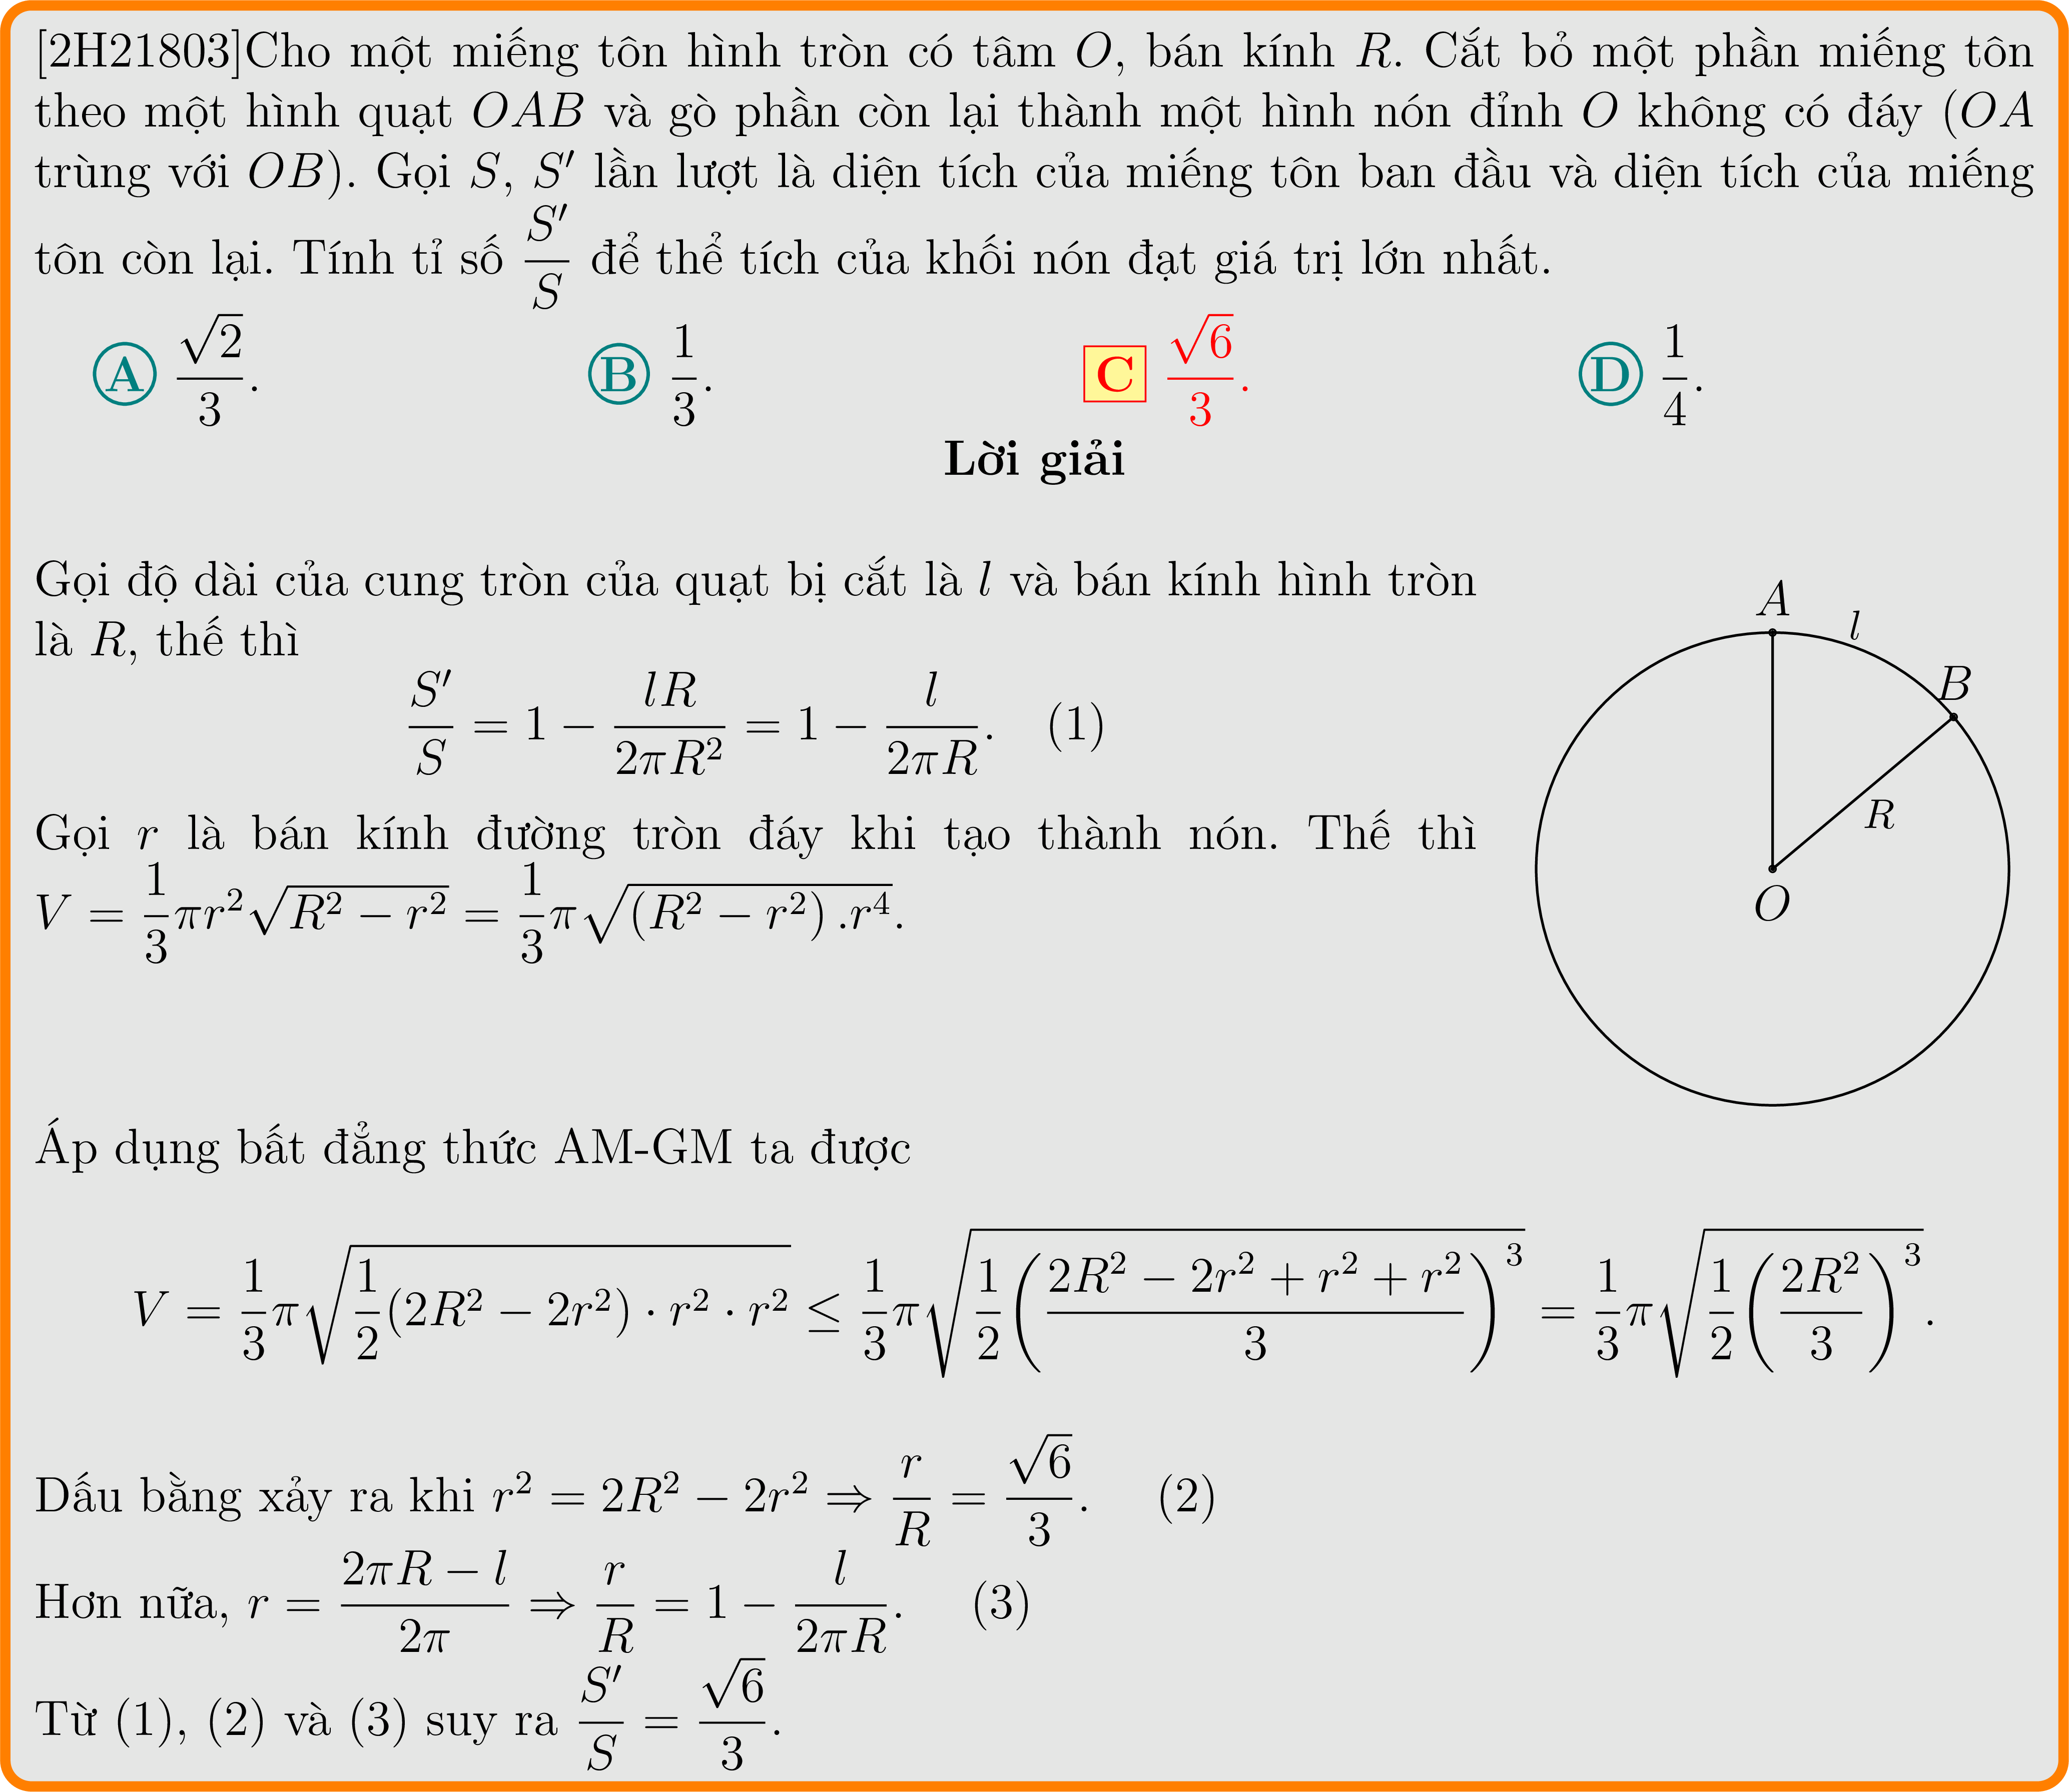 [2H21803]Cho một miếng tôn hình tròn có tâm O, bán kính R. Cắt bỏ một phần miếng tôn
theo một hình quạt OAB và gò phần còn lại thành một hình nón đỉnh O không có đáy (OA
trùng với OB). Gọi S, S′ lần lượt là diện tích của miếng tôn ban đầu và diện tích của miếng
tôn còn lại. Tính tỉ số \frac{S'}{S} để thể tích của khối nón đạt giá trị lớn nhất.
A \frac{\sqrt{2}}{3}. B \frac{1}{3}. C \frac{\sqrt{6}}{3}. D \frac{1}{4}.
Lời giải
Gọi độ dài của cung tròn của quạt bị cắt là l và bán kính hình tròn
là R, thế thì
\frac{S'}{S} = 1 - \frac{lR}{2\pi R^2} = 1 - \frac{l}{2\pi R}. (1)
Gọi r là bán kính đường tròn đáy khi tạo thành nón. Thế thì
V = \frac{1}{3}\pi r^2\sqrt{R^2 - r^2} = \frac{1}{3}\pi\sqrt{(R^2 - r^2).r^4}.
A
l
B
R
O
Áp dụng bất đẳng thức AM-GM ta được
V = \frac{1}{3}\pi\sqrt{\frac{1}{2}(2R^2 - 2r^2) \cdot r^2 \cdot r^2} \le \frac{1}{3}\pi\sqrt{\frac{1}{2}\left(\frac{2R^2 - 2r^2 + r^2 + r^2}{3}\right)^3} = \frac{1}{3}\pi\sqrt{\frac{1}{2}\left(\frac{2R^2}{3}\right)^3}.
Dấu bằng xảy ra khi r^2 = 2R^2 - 2r^2 ⇒ \frac{r}{R} = \frac{\sqrt{6}}{3}. (2)
Hơn nữa, r = \frac{2\pi R - l}{2\pi} ⇒ \frac{r}{R} = 1 - \frac{l}{2\pi R}. (3)
Từ (1), (2) và (3) suy ra \frac{S'}{S} = \frac{\sqrt{6}}{3}.